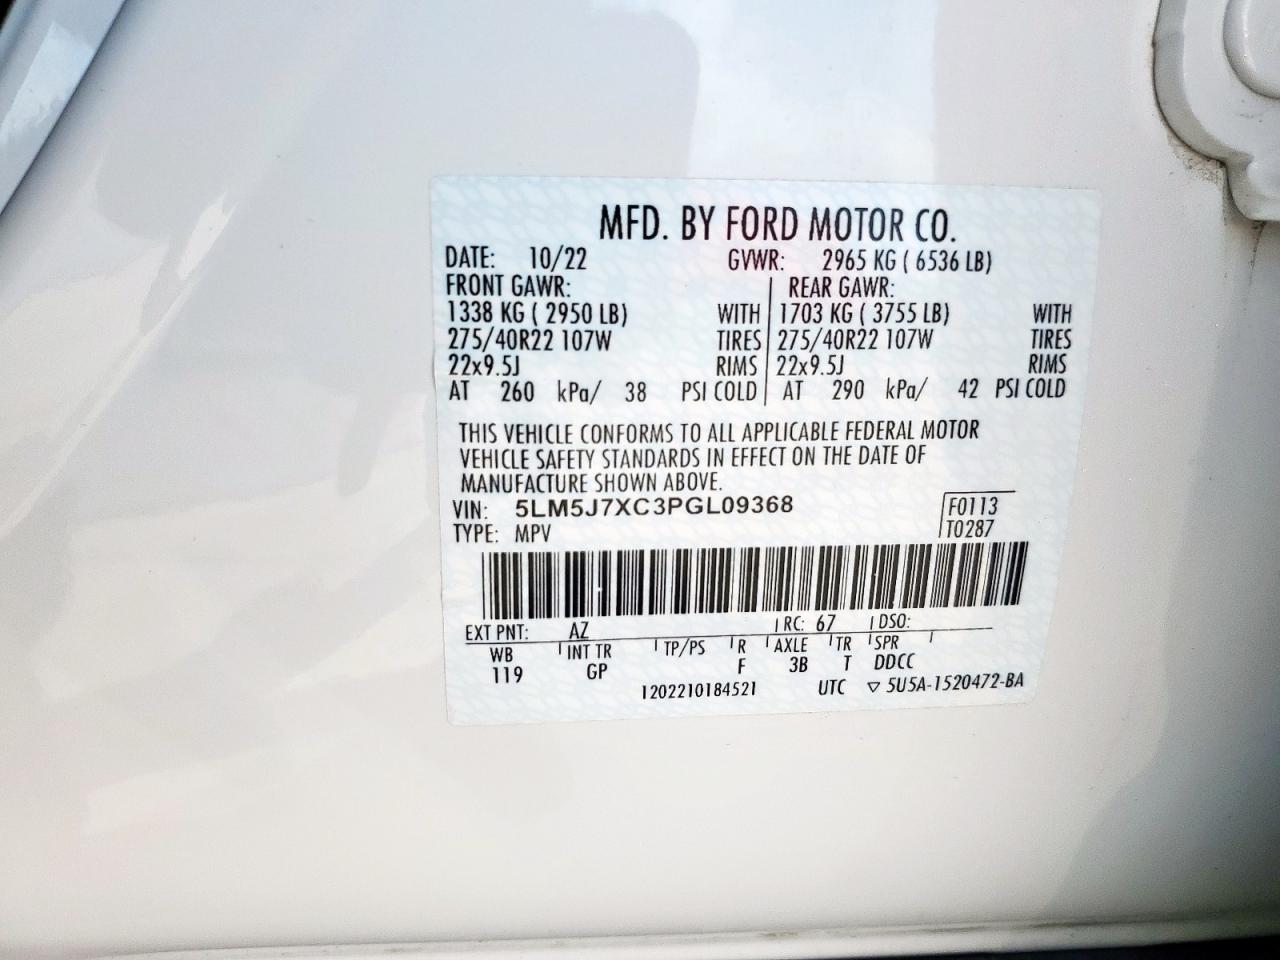 MFD. BY FORD MOTOR CO.
DATE: 10/22 GVWR: 2965 KG ( 6536 LB)
FRONT GAWR: REAR GAWR:
1338 KG ( 2950 LB) WITH 1703 KG ( 3755 LB) WITH
275/40R22 107W TIRES 275/40R22 107W TIRES
22x9.5J RIMS 22x9.5J RIMS
AT 260 kPa/ 38 PSI COLD AT 290 kPa/ 42 PSI COLD
THIS VEHICLE CONFORMS TO ALL APPLICABLE FEDERAL MOTOR
VEHICLE SAFETY STANDARDS IN EFFECT ON THE DATE OF
MANUFACTURE SHOWN ABOVE.
VIN: 5LM5J7XC3PGL09368 F0113
TYPE: MPV T0287
EXT PNT: AZ RC: 67 DSO:
WB INT TR TP/PS R AXLE TR SPR
119 GP F 3B T DDCC
1202210184521 UTC ▽ 5U5A-1520472-BA